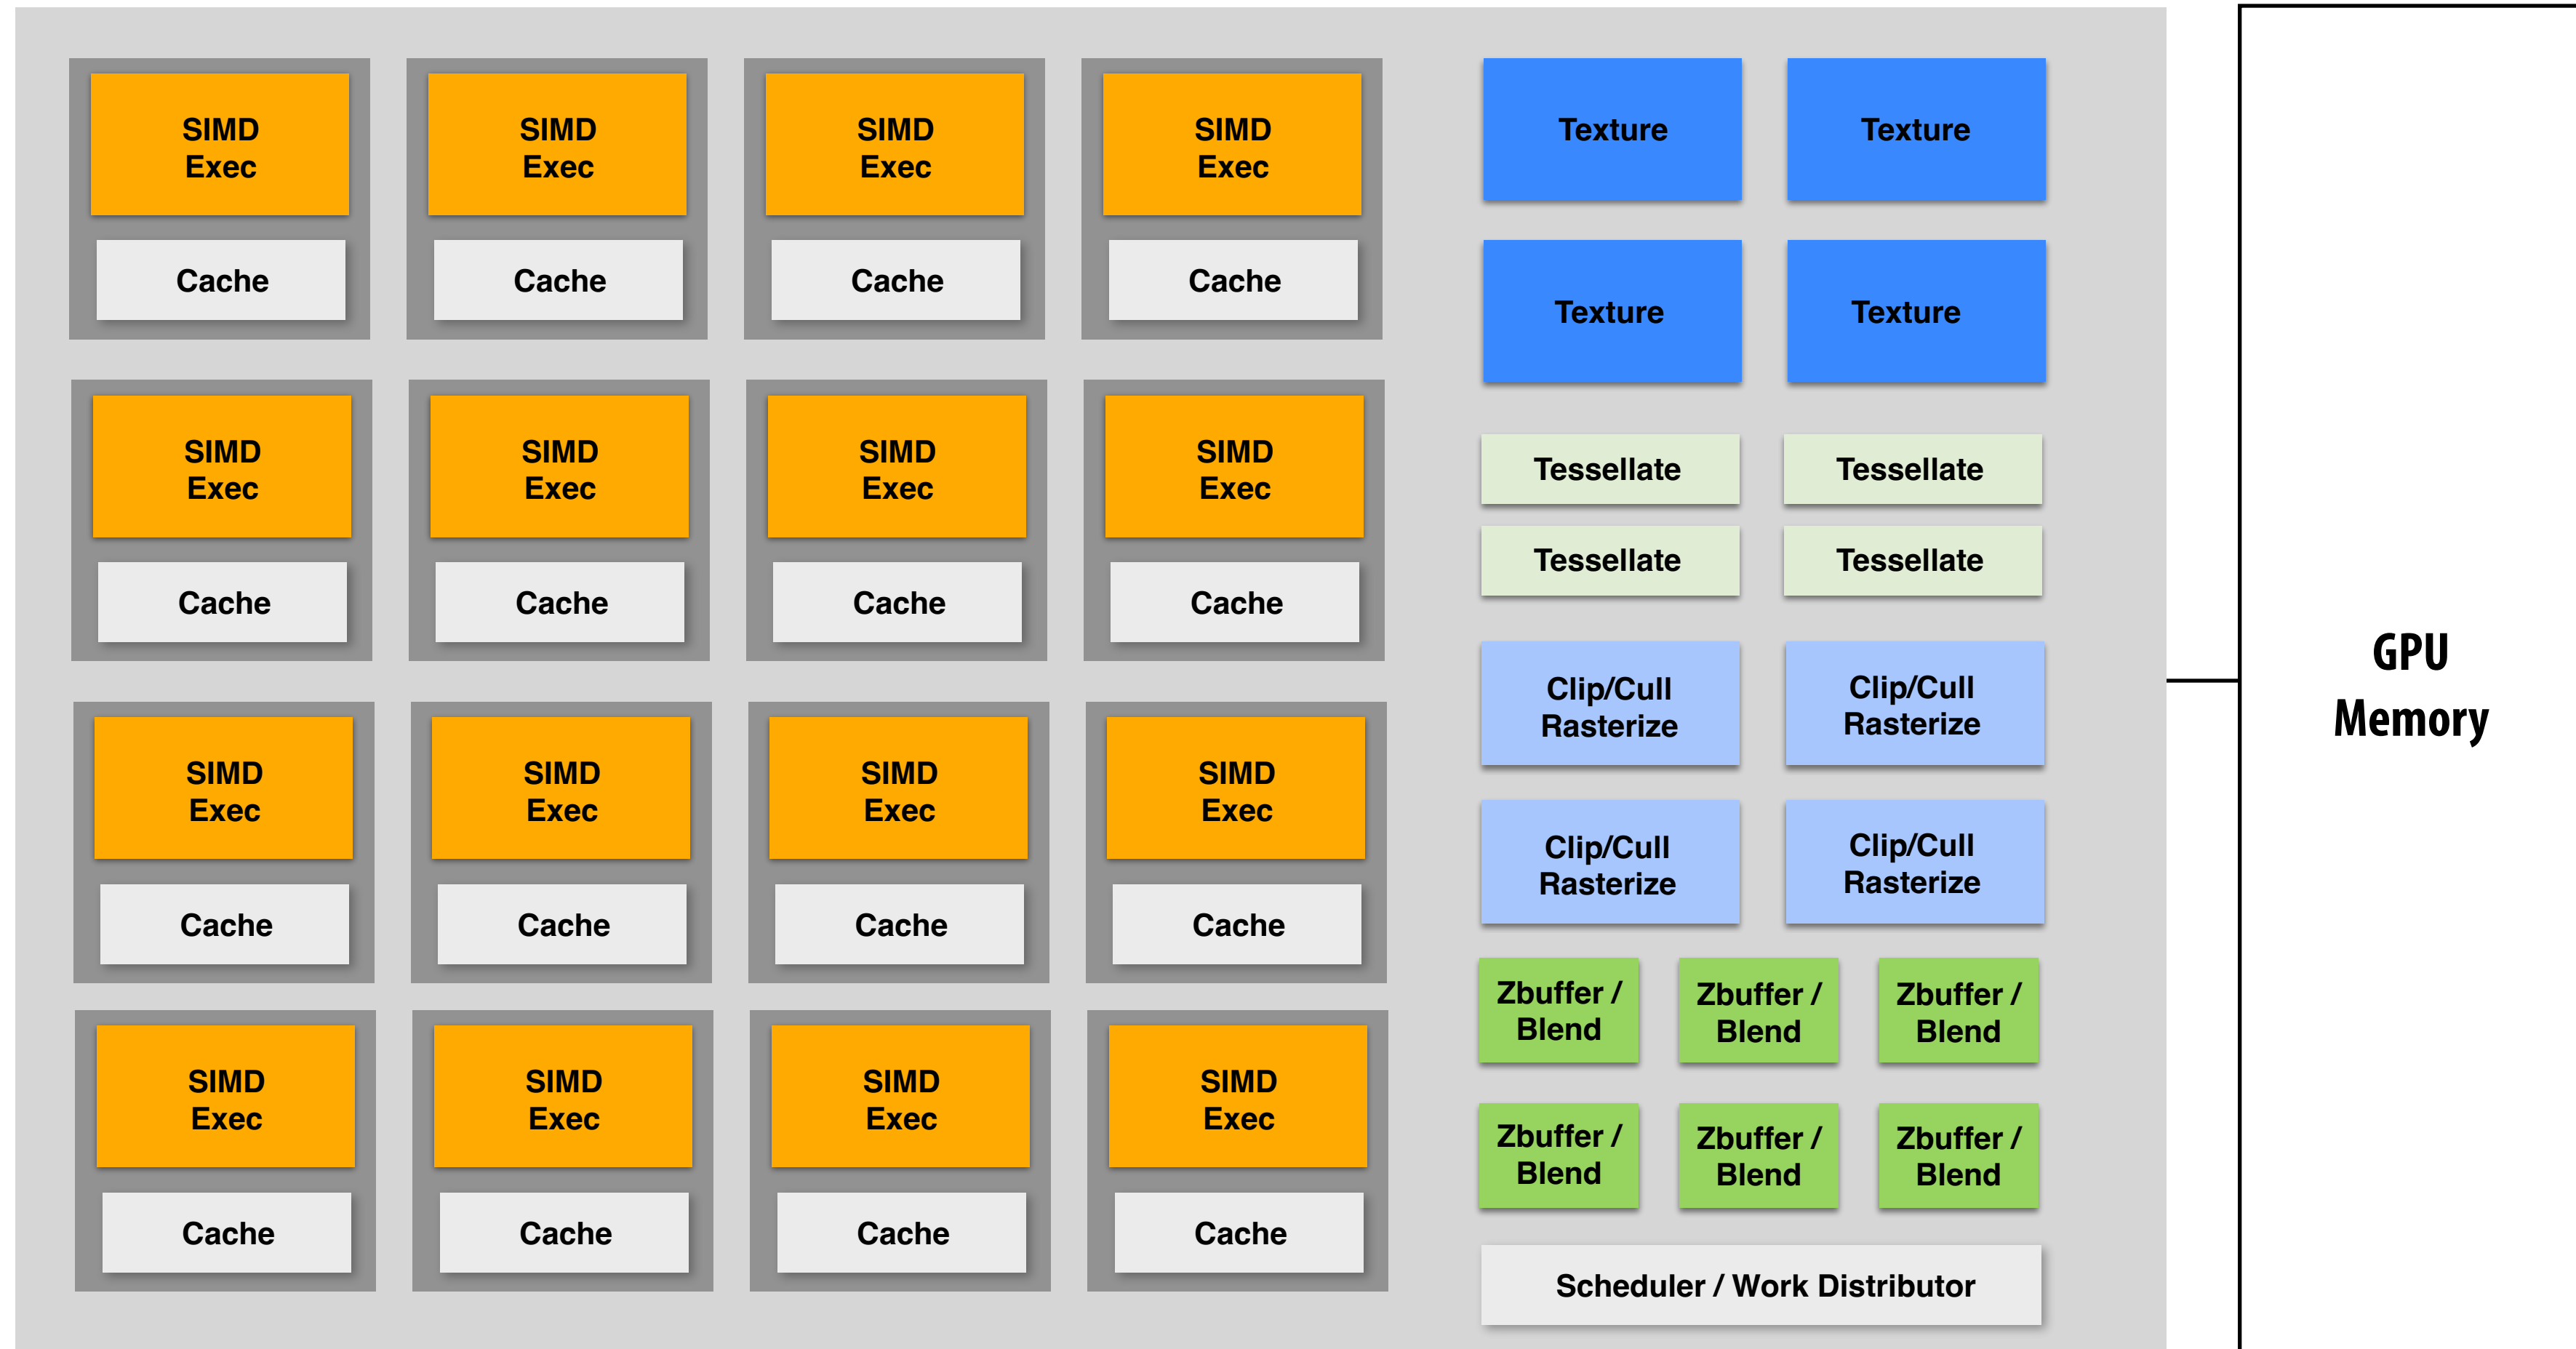 SIMD
Exec
Cache
SIMD
Exec
Cache
SIMD
Exec
Cache
SIMD
Exec
Cache
SIMD
Exec
Cache
SIMD
Exec
Cache
SIMD
Exec
Cache
SIMD
Exec
Cache
SIMD
Exec
Cache
SIMD
Exec
Cache
SIMD
Exec
Cache
SIMD
Exec
Cache
SIMD
Exec
Cache
SIMD
Exec
Cache
SIMD
Exec
Cache
SIMD
Exec
Cache
Texture
Texture
Texture
Texture
Tessellate
Tessellate
Tessellate
Tessellate
Clip/Cull
Rasterize
Clip/Cull
Rasterize
Clip/Cull
Rasterize
Clip/Cull
Rasterize
Zbuffer /
Blend
Zbuffer /
Blend
Zbuffer /
Blend
Zbuffer /
Blend
Zbuffer /
Blend
Zbuffer /
Blend
Scheduler / Work Distributor
GPU
Memory